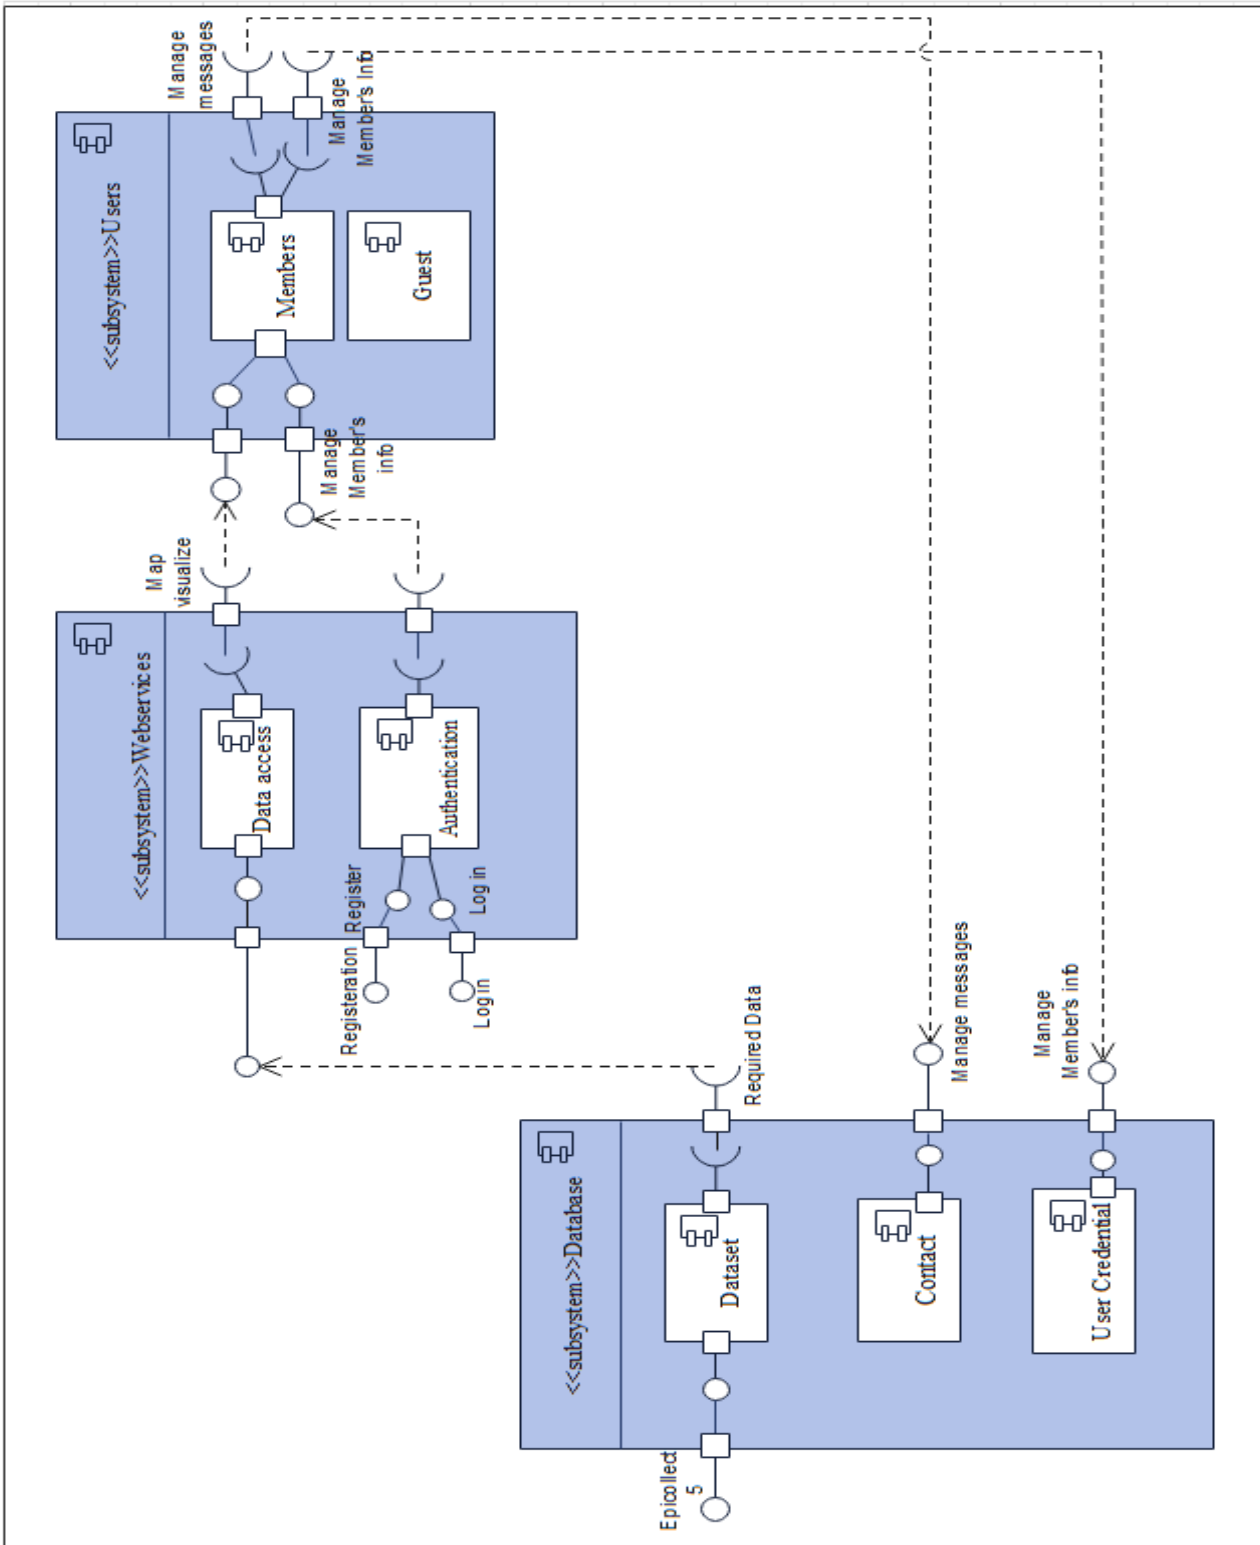 Manage
messages
Manage
Member's Info
<<subsystem>>Users
Members
Guest
Manage
Member's
info
Map
visualize
<<subsystem>>Webservices
Data access
Authentication
Register
Log in
Registeration
Log in
Required Data
Manage messages
Manage
Member's info
<<subsystem>>Database
Dataset
Contact
User Credential
Epicollect
5